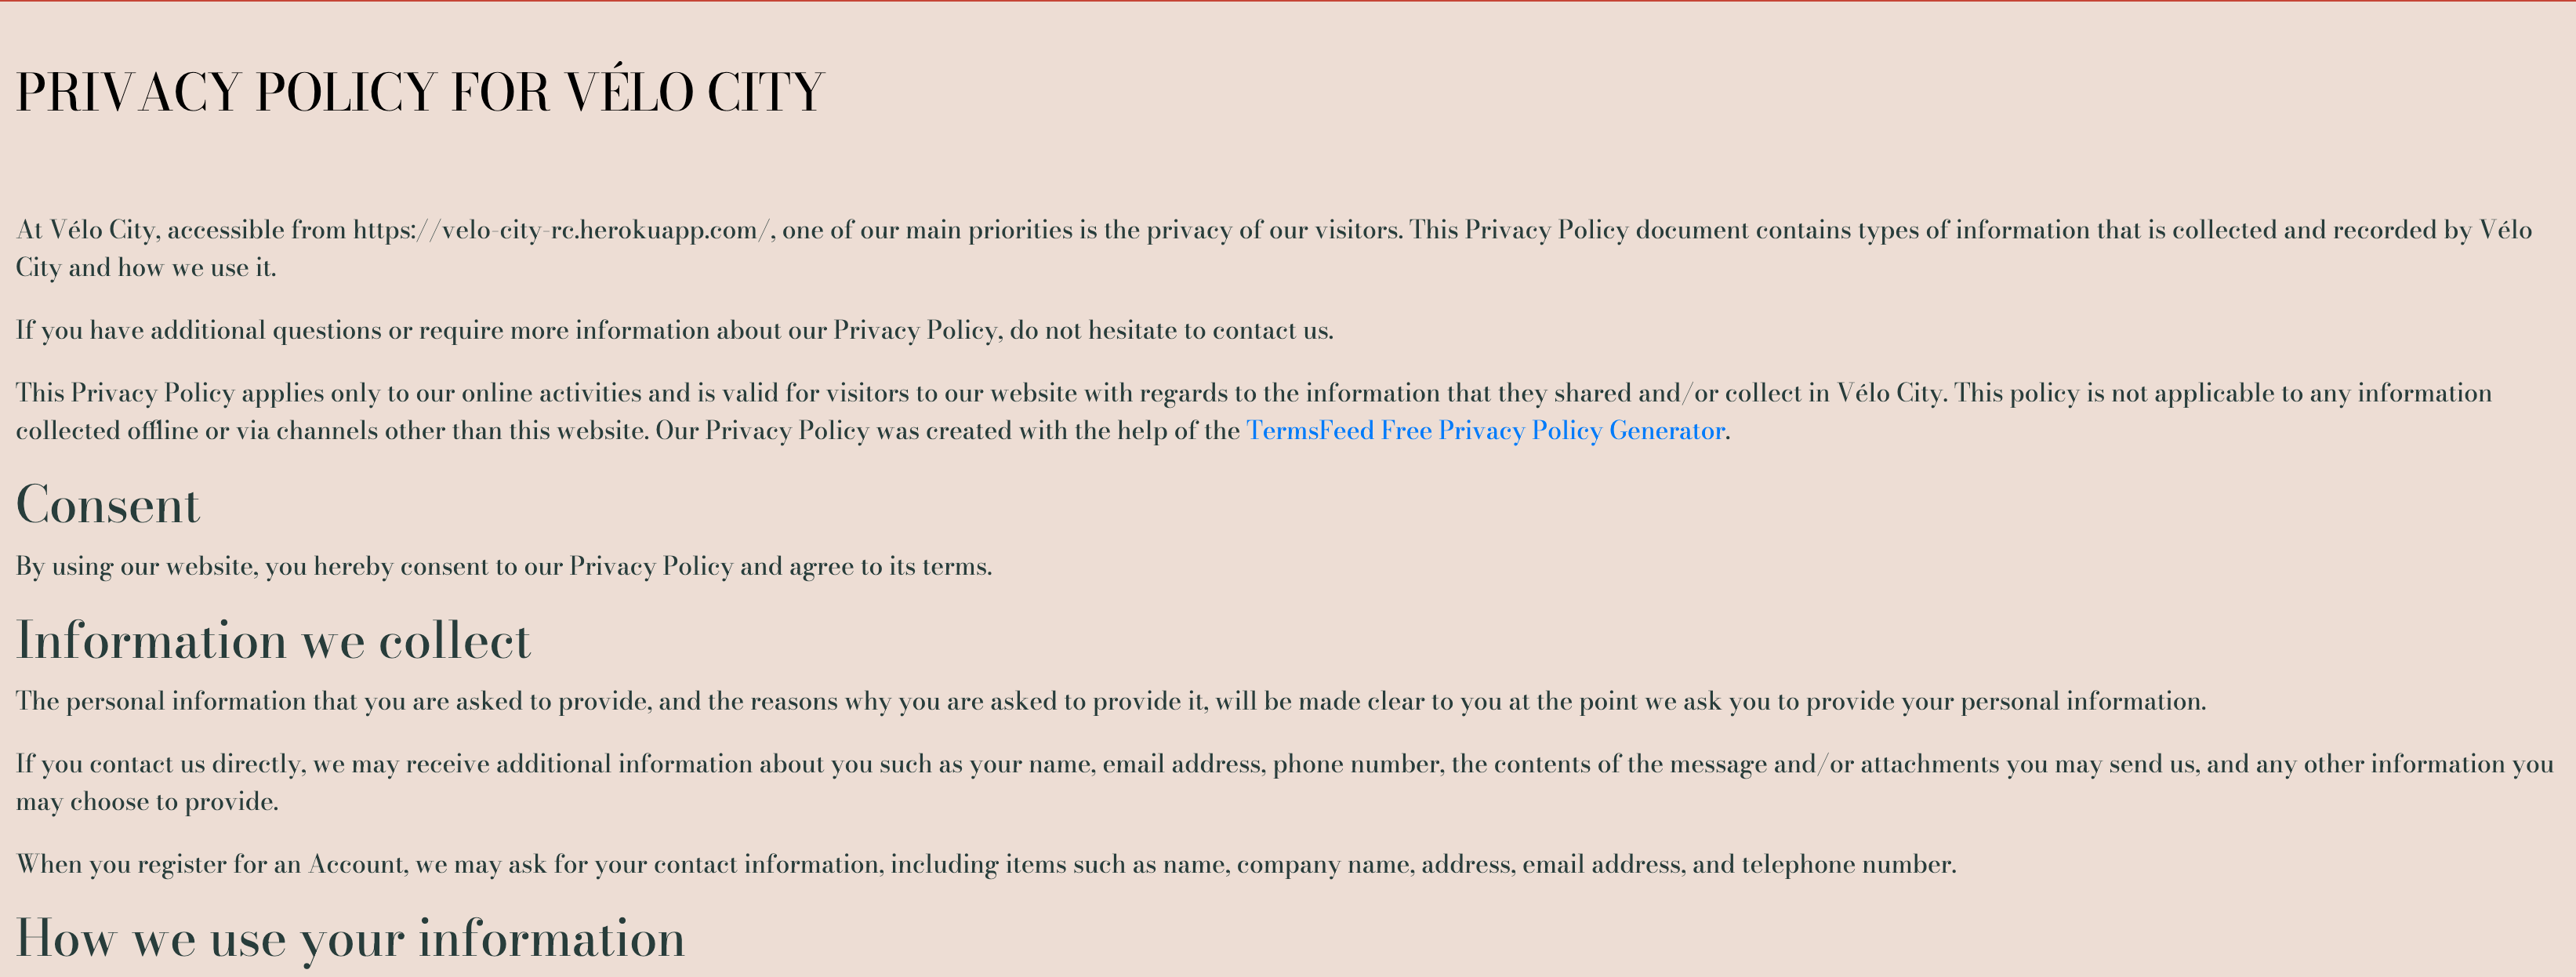 PRIVACY POLICY FOR VÉLO CITY
At Vélo City, accessible from https://velo-city-rc.herokuapp.com/, one of our main priorities is the privacy of our visitors. This Privacy Policy document contains types of information that is collected and recorded by Vélo
City and how we use it.
If you have additional questions or require more information about our Privacy Policy, do not hesitate to contact us.
This Privacy Policy applies only to our online activities and is valid for visitors to our website with regards to the information that they shared and/or collect in Vélo City. This policy is not applicable to any information
collected offline or via channels other than this website. Our Privacy Policy was created with the help of the TermsFeed Free Privacy Policy Generator.
Consent
By using our website, you hereby consent to our Privacy Policy and agree to its terms.
Information we collect
The personal information that you are asked to provide, and the reasons why you are asked to provide it, will be made clear to you at the point we ask you to provide your personal information.
If you contact us directly, we may receive additional information about you such as your name, email address, phone number, the contents of the message and/or attachments you may send us, and any other information you
may choose to provide.
When you register for an Account, we may ask for your contact information, including items such as name, company name, address, email address, and telephone number.
How we use your information